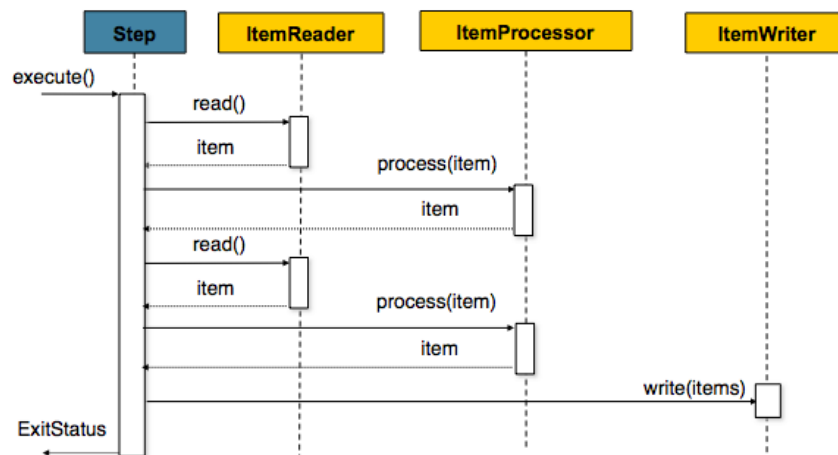 Step ItemReader ItemProcessor ItemWriter
execute()
read()
item
process(item)
item
read()
item
process(item)
item
write(items)
ExitStatus